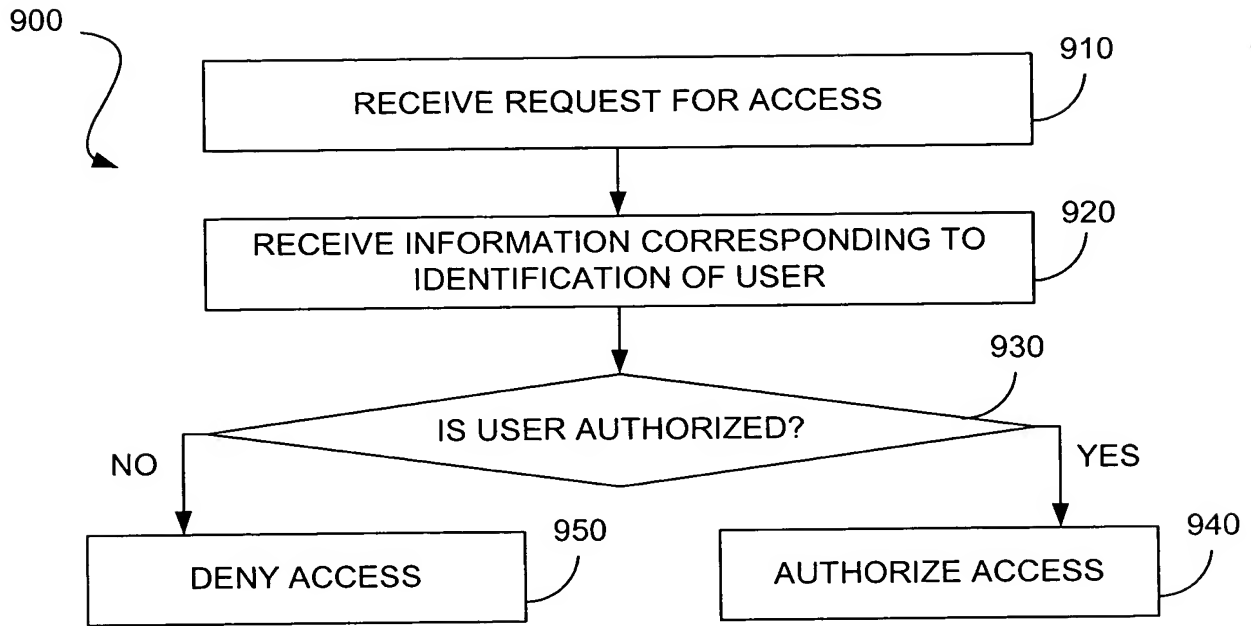 900
910
RECEIVE REQUEST FOR ACCESS
920
RECEIVE INFORMATION CORRESPONDING TO
IDENTIFICATION OF USER
930
IS USER AUTHORIZED?
NO
YES
950
940
DENY ACCESS
AUTHORIZE ACCESS